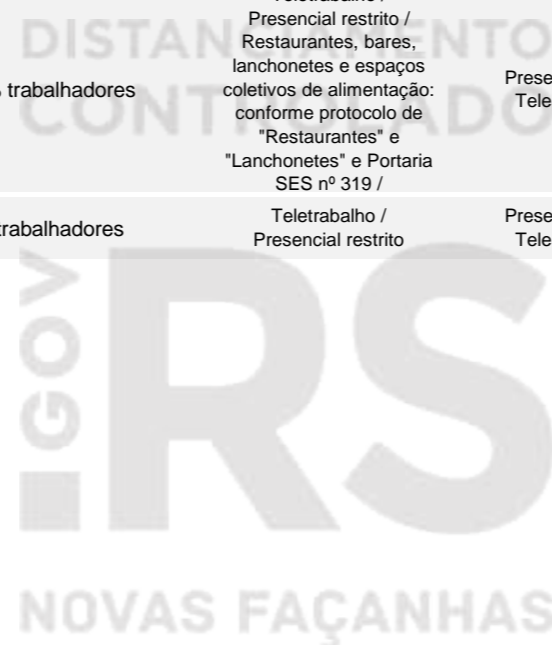 Teletrabalho /
Presencial restrito /
Restaurantes, bares,
lanchonetes e espaços
coletivos de alimentação:
conforme protocolo de
"Restaurantes" e
"Lanchonetes" e Portaria
SES nº 319 /
trabalhadores
Prese
Tele
trabalhadores
Teletrabalho /
Presencial restrito
Prese
Tele
DISTANCIAMENTO
CONTROLADO
GOV
RS
NOVAS FAÇANHAS